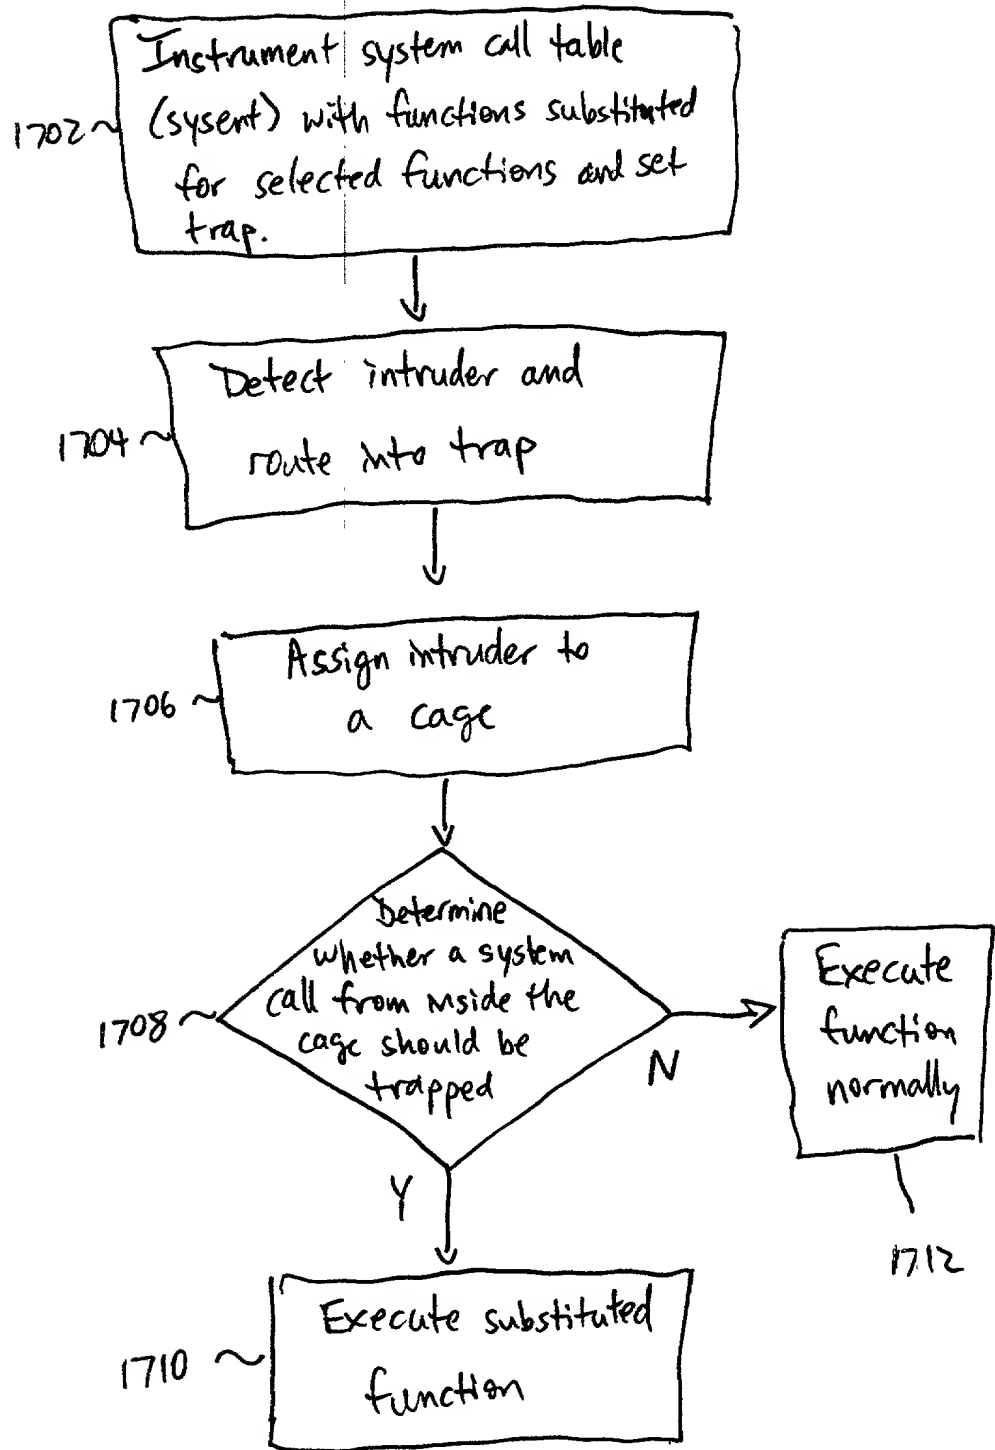 Instrument system call table
1702 (sysent) with functions substituted
for selected functions and set
trap.
Detect intruder and
1704 route into trap
Assign intruder to
1706 a cage
Determine
whether a system
call from inside the
1708 cage should be
trapped
N
Execute
function
normally
1712
Y
Execute substituted
1710 function